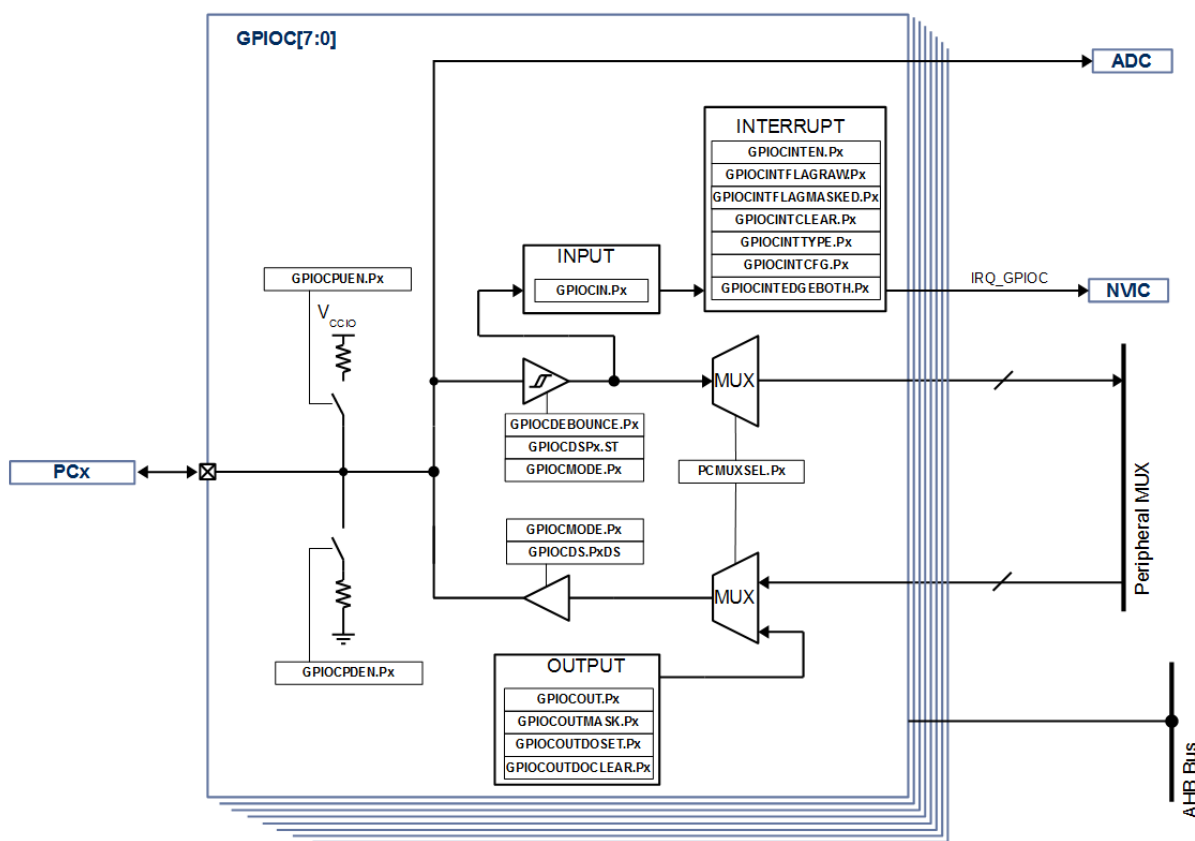 GPIOC[7:0]
ADC
INTERRUPT
GPIOCINTEN.Px
GPIOCINTFLAGRAW.Px
GPIOCINTFLAGMASKED.Px
GPIOCINTCLEAR.Px
GPIOCINTTYPE.Px
GPIOCINTCFG.Px
GPIOCINTEDGEBOTH.Px
INPUT
GPIOCIN.Px
IRQ_GPIOC
NVIC
GPIOCPUEN.Px
VCCIO
MUX
GPIOCDEBOUNCE.Px
GPIOCDSPx.ST
GPIOCMODE.Px
PCMUXSEL.Px
PCx
Peripheral MUX
GPIOCMODE.Px
GPIOCDS.PxDS
MUX
GPIOCPDEN.Px
OUTPUT
GPIOCOUT.Px
GPIOCOUTMASK.Px
GPIOCOUTDOSET.Px
GPIOCOUTDOCLEAR.Px
AHB Bus